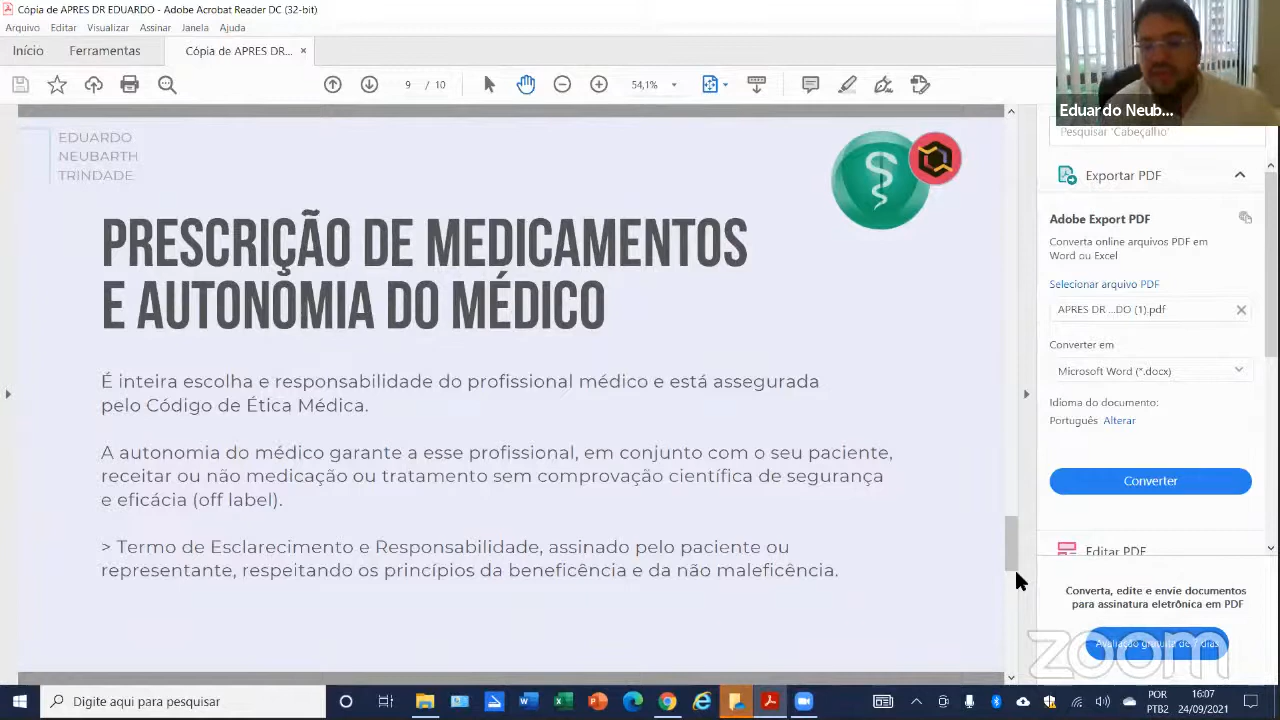 Cópia de APRES DR EDUARDO - Adobe Acrobat Reader DC (32-bit)
Arquivo Editar Visualizar Assinar Janela Ajuda
Início Ferramentas Cópia de APRES DR... ×
9 / 10 54,1%
Eduardo Neub...
Pesquisar 'Cabeçalho'
EDUARDO
NEUBARTH
TRINDADE
PRESCRIÇÃO DE MEDICAMENTOS
E AUTONOMIA DO MÉDICO
É inteira escolha e responsabilidade do profissional médico e está assegurada
pelo Código de Ética Médica.
A autonomia do médico garante a esse profissional, em conjunto com o seu paciente,
receitar ou não medicação ou tratamento sem comprovação científica de segurança
e eficácia (off label).
> Termo de Esclarecimento e Responsabilidade, assinado pelo paciente ou
representante, respeitando os princípios da beneficência e da não maleficência.
Exportar PDF
Adobe Export PDF
Converta online arquivos PDF em
Word ou Excel
Selecionar arquivo PDF
APRES DR ...DO (1).pdf
Converter em
Microsoft Word (*.docx)
Idioma do documento:
Português Alterar
Converter
Editar PDF
Converta, edite e envie documentos
para assinatura eletrônica em PDF
Avaliação gratuita de 7 dias
zoom
Digite aqui para pesquisar
POR
PTB2
16:07
24/09/2021